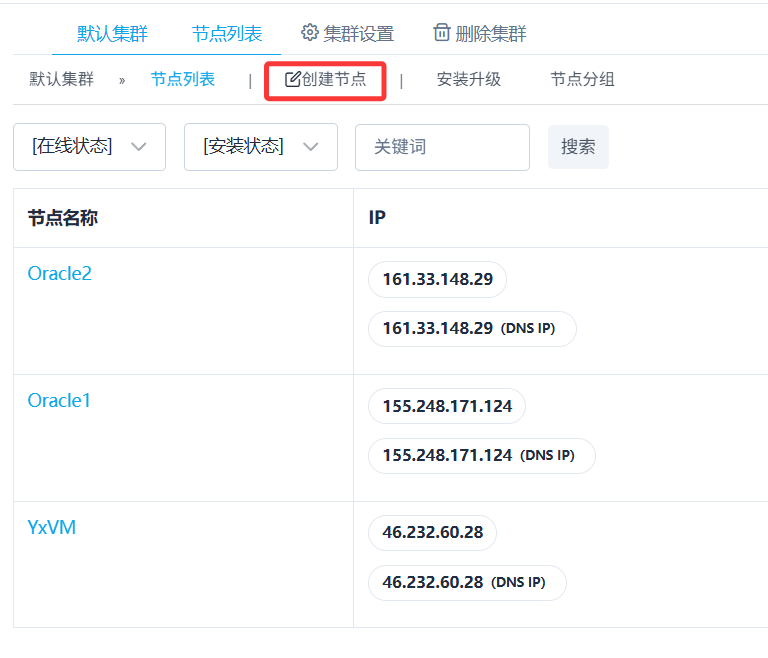 默认集群 节点列表 集群设置 删除集群
默认集群 » 节点列表 | 创建节点 | 安装升级 节点分组
[在线状态] [安装状态] 关键词 搜索
节点名称 IP
Oracle2 161.33.148.29
161.33.148.29 (DNS IP)
Oracle1 155.248.171.124
155.248.171.124 (DNS IP)
YxVM 46.232.60.28
46.232.60.28 (DNS IP)